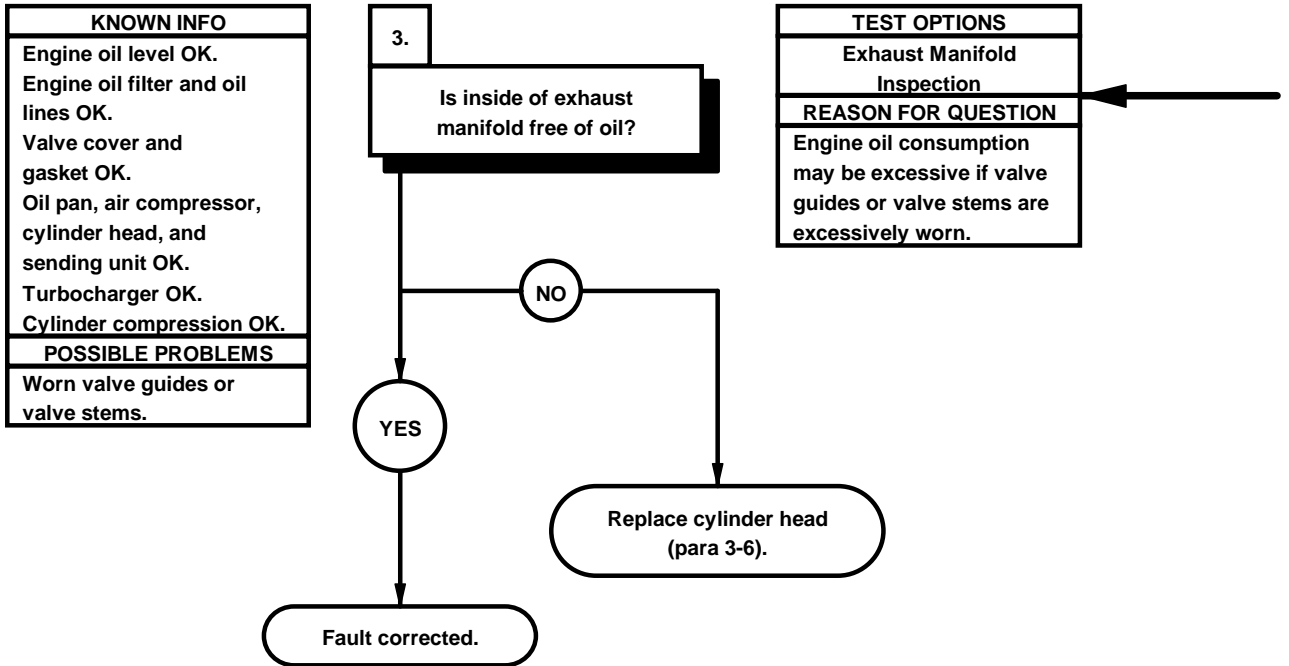 KNOWN INFO
Engine oil level OK.
Engine oil filter and oil
lines OK.
Valve cover and
gasket OK.
Oil pan, air compressor,
cylinder head, and
sending unit OK.
Turbocharger OK.
Cylinder compression OK.
POSSIBLE PROBLEMS
Worn valve guides or
valve stems.
3.
Is inside of exhaust
manifold free of oil?
TEST OPTIONS
Exhaust Manifold
Inspection
REASON FOR QUESTION
Engine oil consumption
may be excessive if valve
guides or valve stems are
excessively worn.
NO
YES
Replace cylinder head
(para 3-6).
Fault corrected.